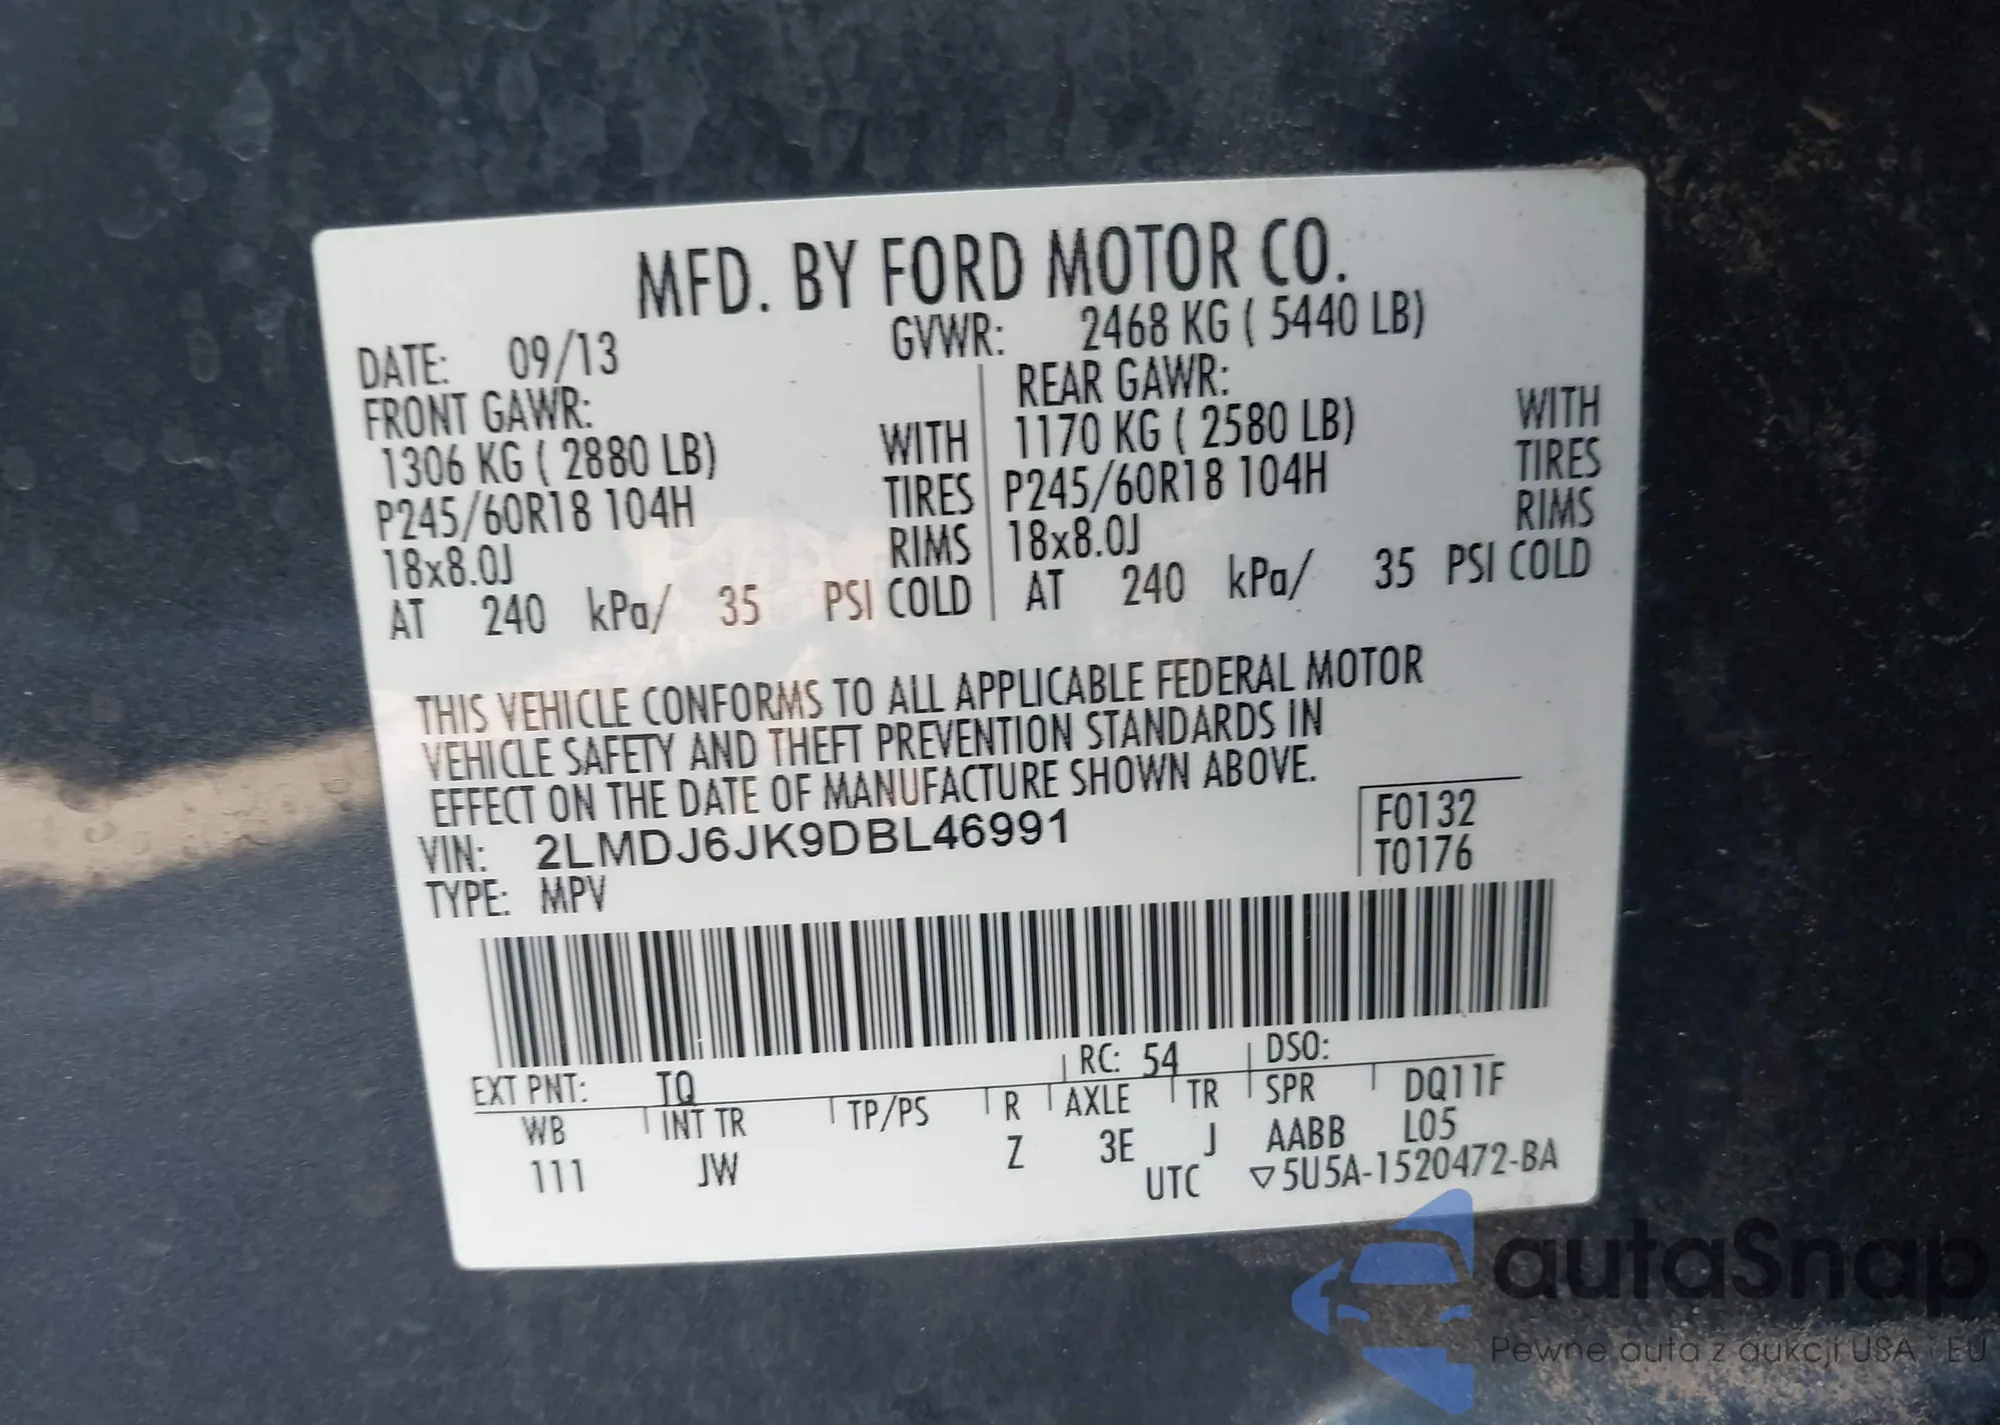 MFD. BY FORD MOTOR CO.
DATE: 09/13 GVWR: 2468 KG ( 5440 LB)
FRONT GAWR: REAR GAWR:
1306 KG ( 2880 LB) WITH 1170 KG ( 2580 LB) WITH
P245/60R18 104H TIRES P245/60R18 104H TIRES
18x8.0J RIMS 18x8.0J RIMS
AT 240 kPa/ 35 PSI COLD AT 240 kPa/ 35 PSI COLD
THIS VEHICLE CONFORMS TO ALL APPLICABLE FEDERAL MOTOR
VEHICLE SAFETY AND THEFT PREVENTION STANDARDS IN
EFFECT ON THE DATE OF MANUFACTURE SHOWN ABOVE.
VIN: 2LMDJ6JK9DBL46991 F0132
TYPE: MPV T0176
EXT PNT: TQ RC: 54 DSO:
WB INT TR TP/PS R AXLE TR SPR DQ11F
111 JW Z 3E J AABB L05
UTC ▽5U5A-1520472-BA
autaSnap
Pewne auta z aukcji USA i EU